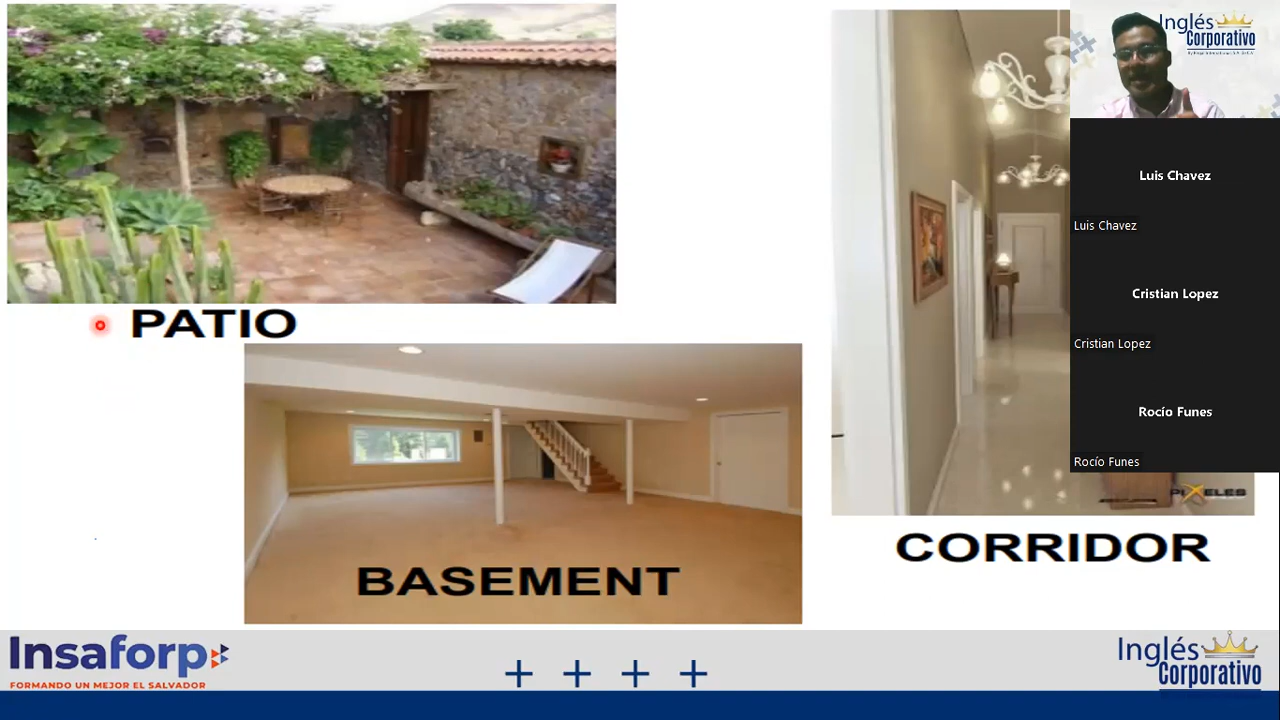 PATIO
BASEMENT
CORRIDOR
Inglés
Corporativo
Luis Chavez
Luis Chavez
Cristian Lopez
Cristian Lopez
Rocío Funes
Rocío Funes
PIXELES
Insaforp
FORMANDO UN MEJOR EL SALVADOR
Inglés
Corporativo